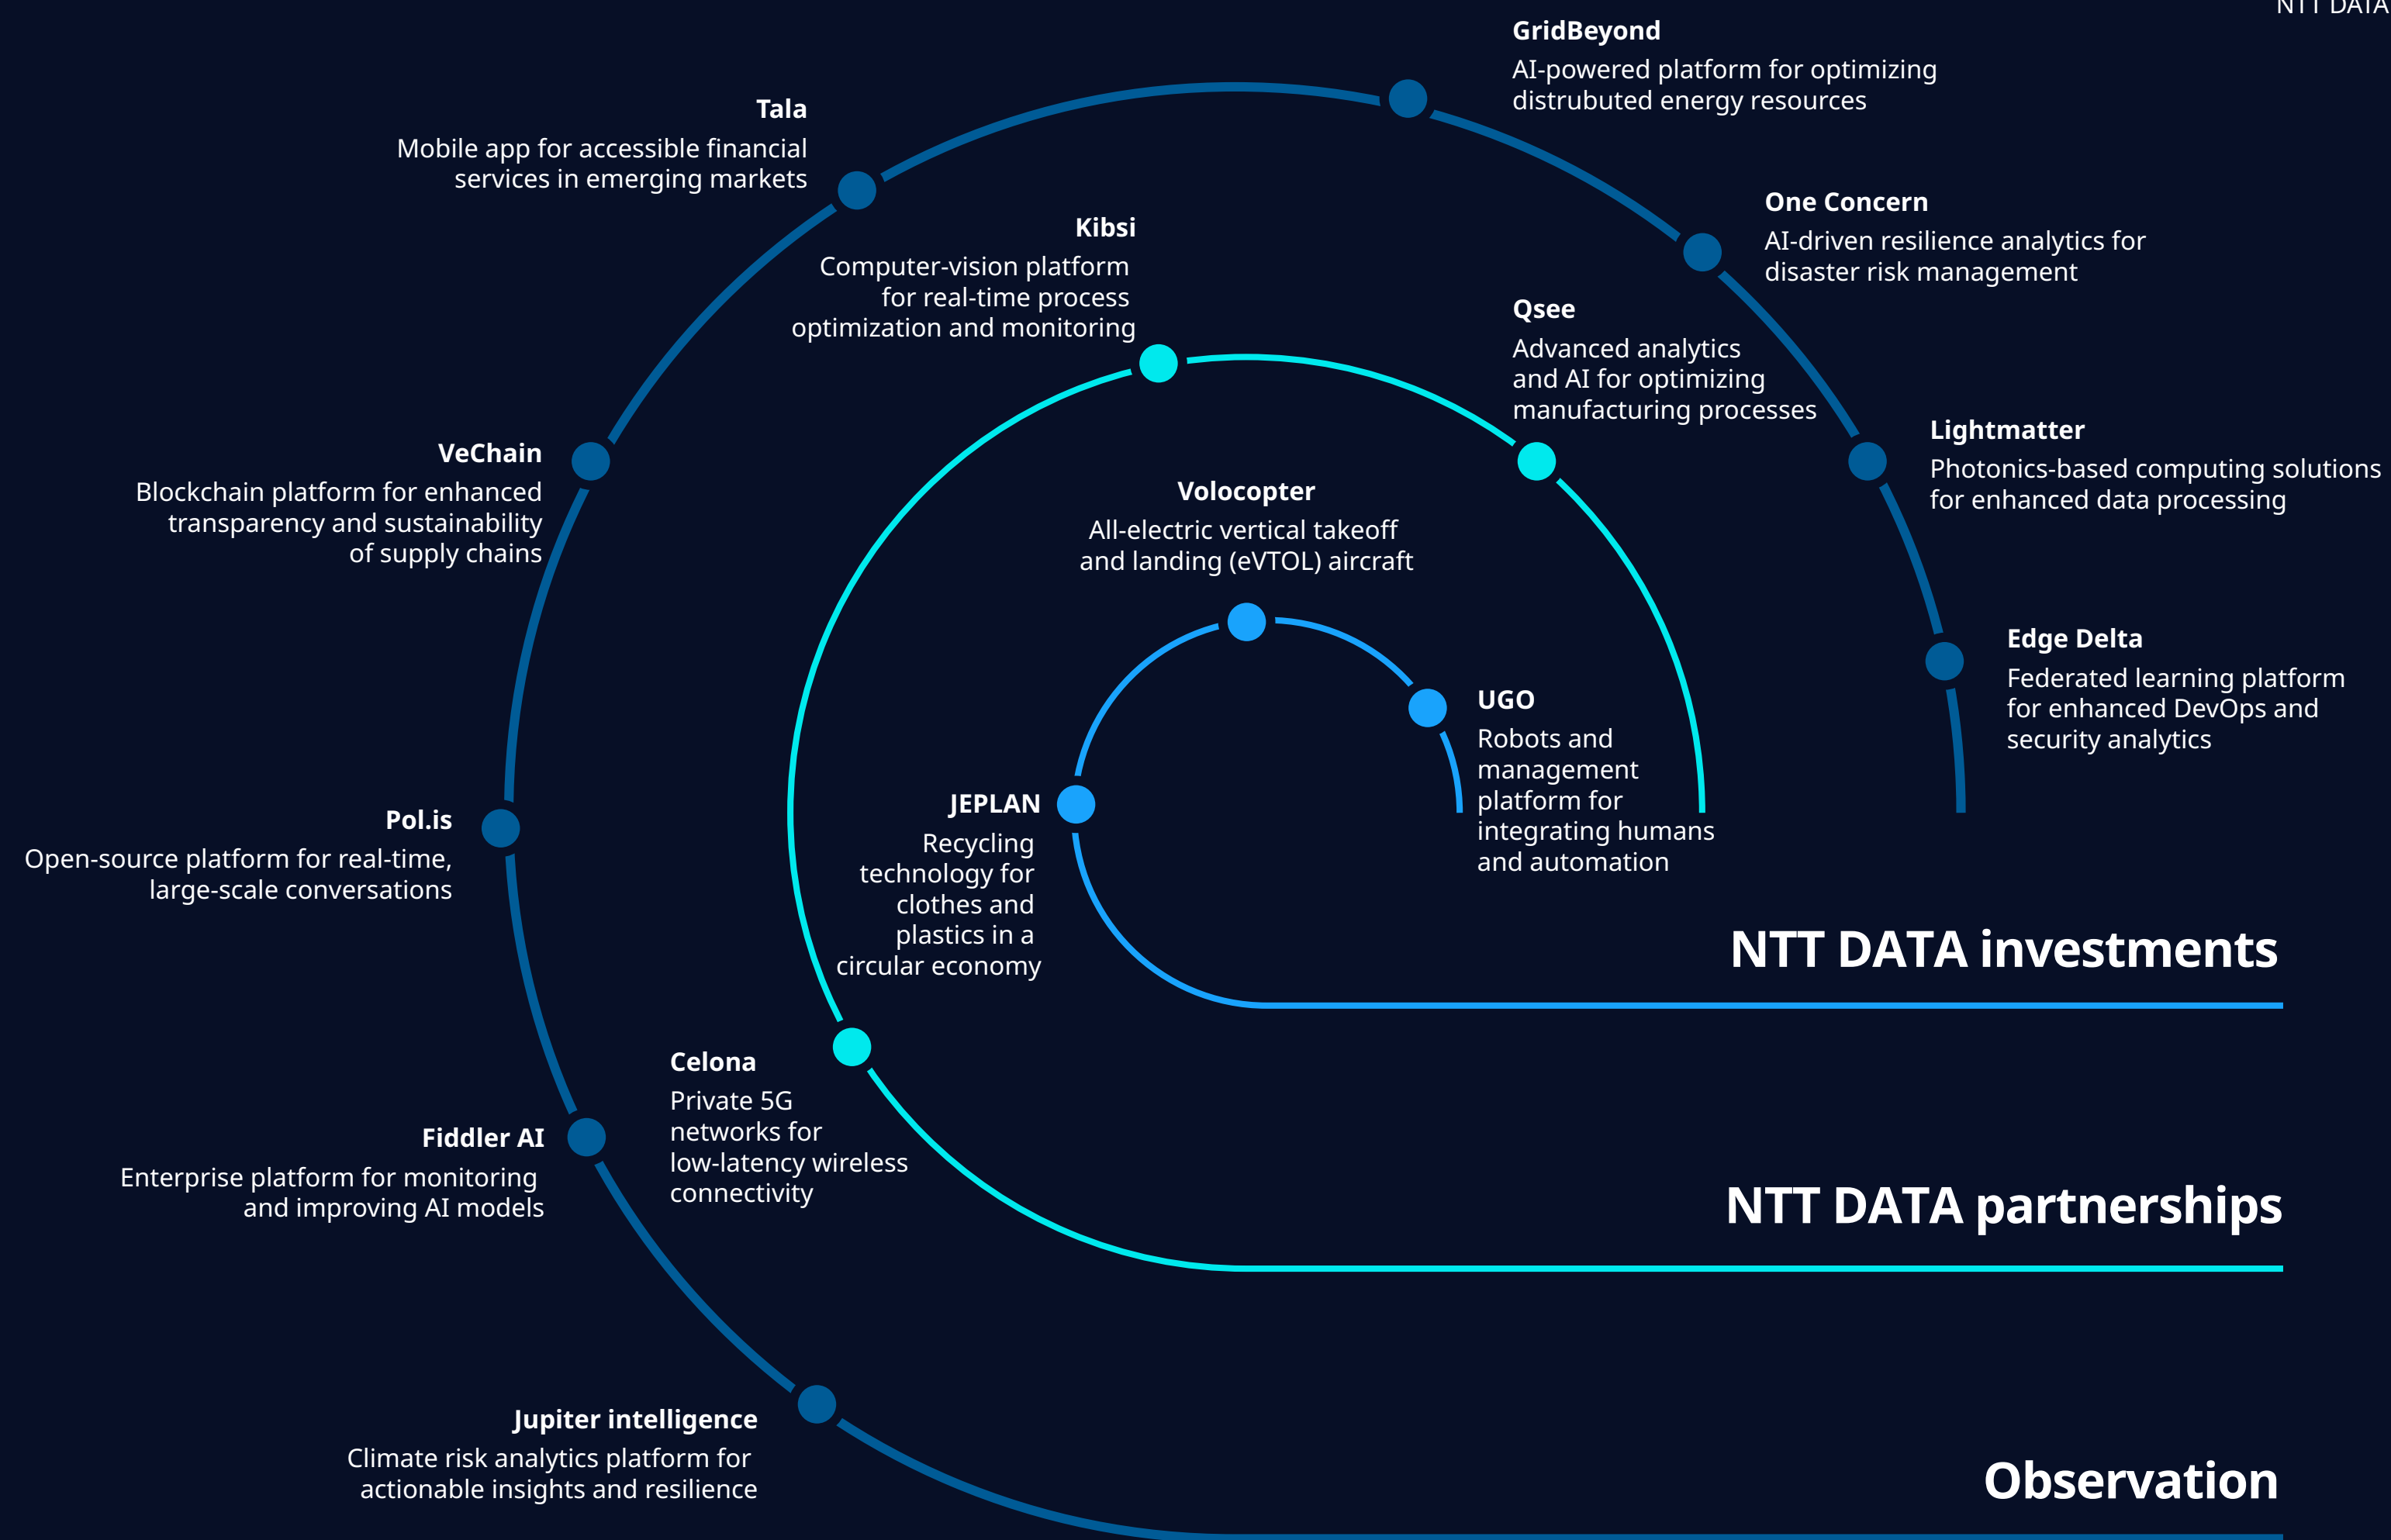 NTT DATA
GridBeyond
AI-powered platform for optimizing
distrubuted energy resources
Tala
Mobile app for accessible financial
services in emerging markets
One Concern
AI-driven resilience analytics for
disaster risk management
Kibsi
Computer-vision platform
for real-time process
optimization and monitoring
Qsee
Advanced analytics
and AI for optimizing
manufacturing processes
Lightmatter
Photonics-based computing solutions
for enhanced data processing
VeChain
Blockchain platform for enhanced
transparency and sustainability
of supply chains
Volocopter
All-electric vertical takeoff
and landing (eVTOL) aircraft
Edge Delta
Federated learning platform
for enhanced DevOps and
security analytics
UGO
Robots and
management
platform for
integrating humans
and automation
JEPLAN
Recycling
technology for
clothes and
plastics in a
circular economy
Pol.is
Open-source platform for real-time,
large-scale conversations
NTT DATA investments
Celona
Private 5G
networks for
low-latency wireless
connectivity
Fiddler AI
Enterprise platform for monitoring
and improving AI models
NTT DATA partnerships
Jupiter intelligence
Climate risk analytics platform for
actionable insights and resilience
Observation